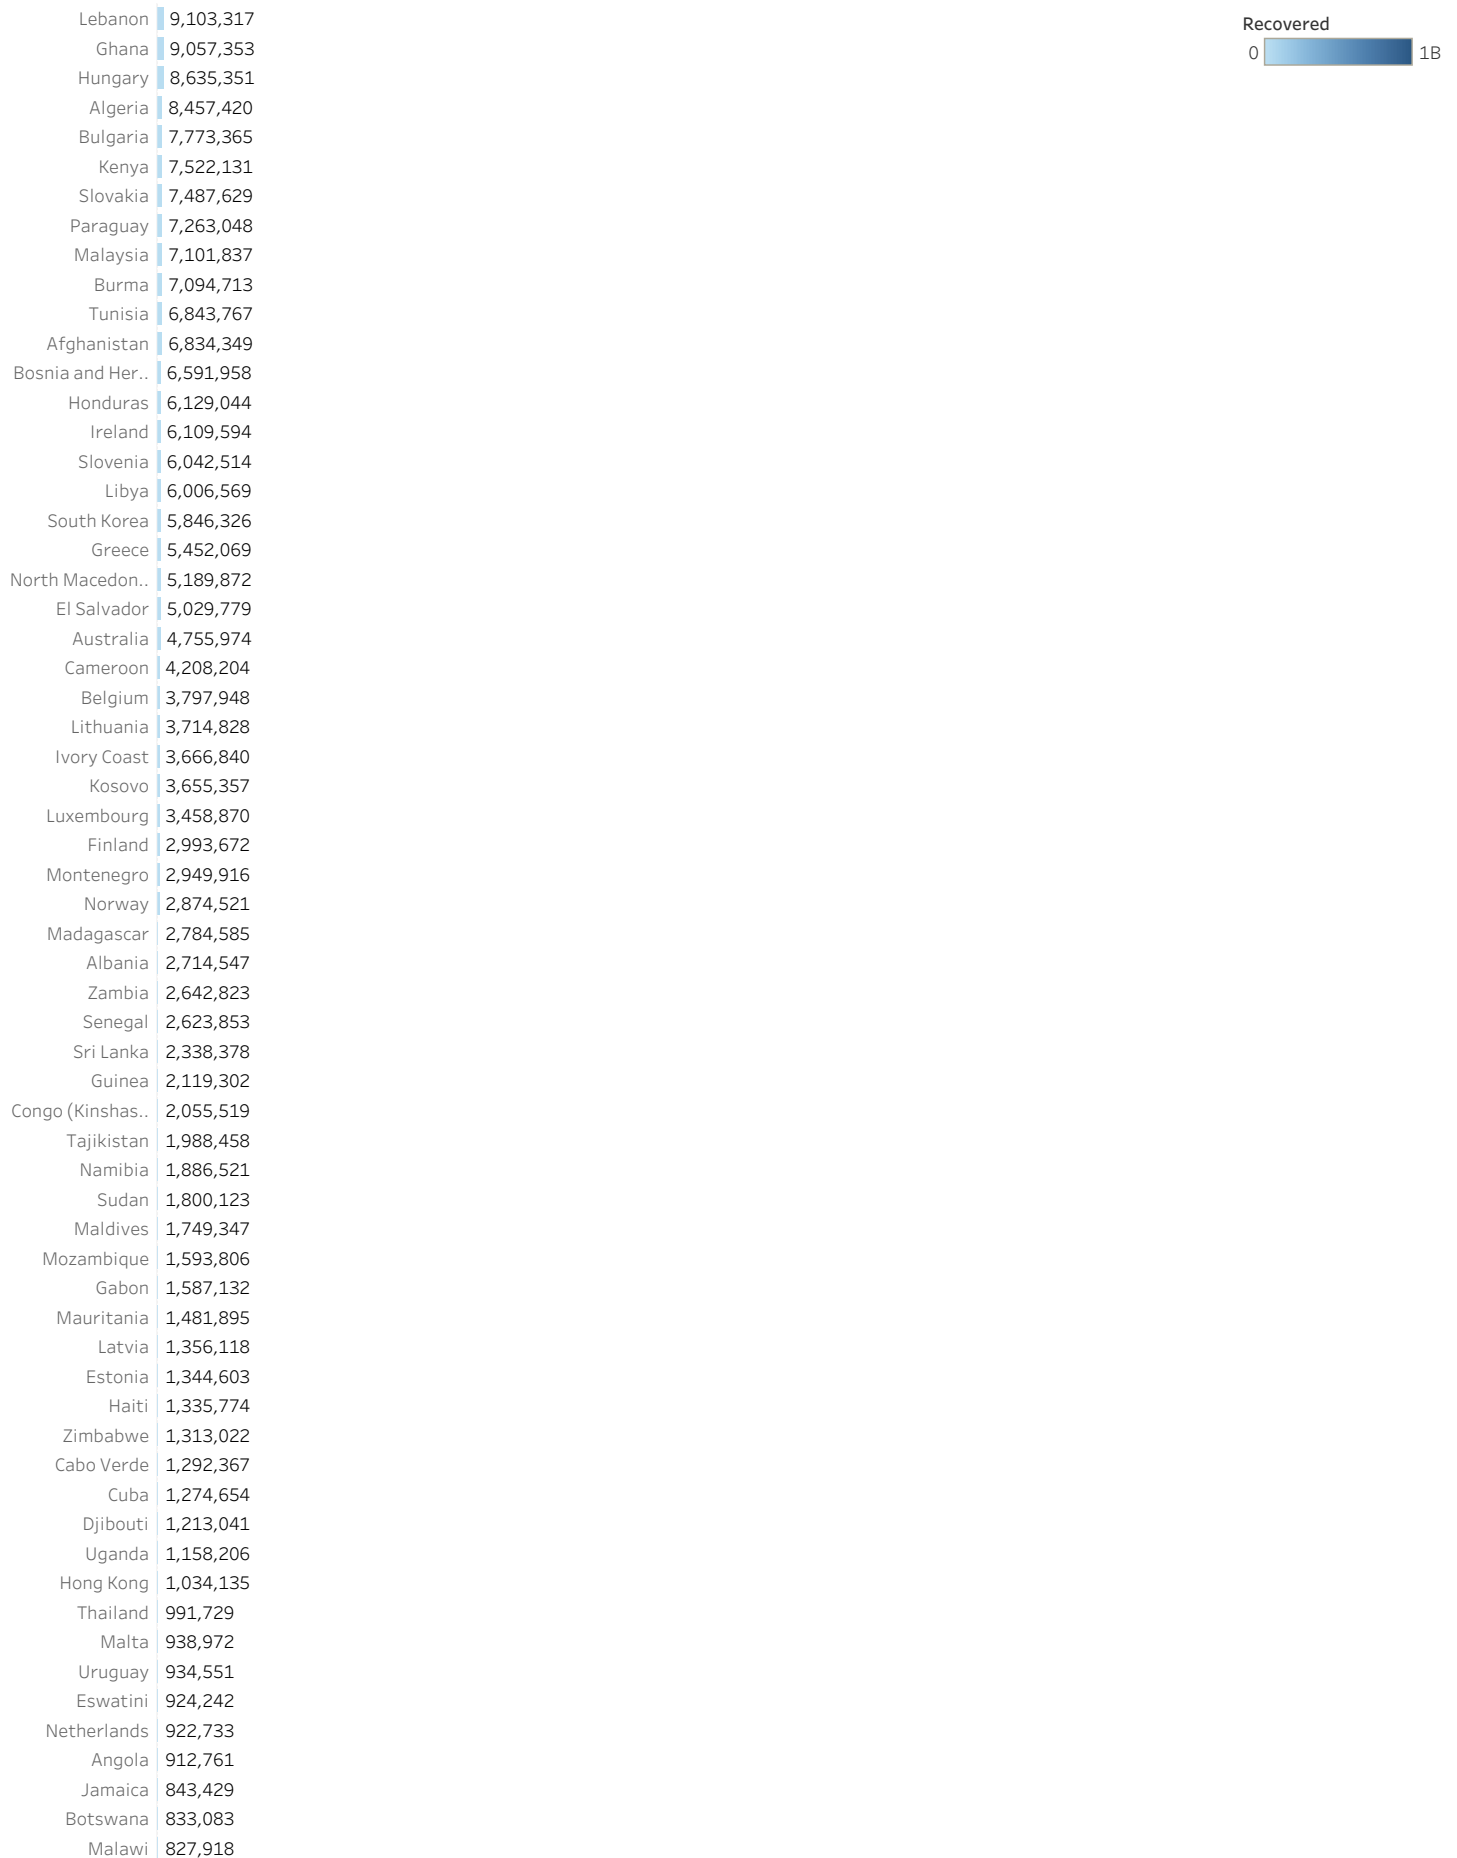 Lebanon 9,103,317
Ghana 9,057,353
Hungary 8,635,351
Algeria 8,457,420
Bulgaria 7,773,365
Kenya 7,522,131
Slovakia 7,487,629
Paraguay 7,263,048
Malaysia 7,101,837
Burma 7,094,713
Tunisia 6,843,767
Afghanistan 6,834,349
Bosnia and Her.. 6,591,958
Honduras 6,129,044
Ireland 6,109,594
Slovenia 6,042,514
Libya 6,006,569
South Korea 5,846,326
Greece 5,452,069
North Macedon.. 5,189,872
El Salvador 5,029,779
Australia 4,755,974
Cameroon 4,208,204
Belgium 3,797,948
Lithuania 3,714,828
Ivory Coast 3,666,840
Kosovo 3,655,357
Luxembourg 3,458,870
Finland 2,993,672
Montenegro 2,949,916
Norway 2,874,521
Madagascar 2,784,585
Albania 2,714,547
Zambia 2,642,823
Senegal 2,623,853
Sri Lanka 2,338,378
Guinea 2,119,302
Congo (Kinshas.. 2,055,519
Tajikistan 1,988,458
Namibia 1,886,521
Sudan 1,800,123
Maldives 1,749,347
Mozambique 1,593,806
Gabon 1,587,132
Mauritania 1,481,895
Latvia 1,356,118
Estonia 1,344,603
Haiti 1,335,774
Zimbabwe 1,313,022
Cabo Verde 1,292,367
Cuba 1,274,654
Djibouti 1,213,041
Uganda 1,158,206
Hong Kong 1,034,135
Thailand 991,729
Malta 938,972
Uruguay 934,551
Eswatini 924,242
Netherlands 922,733
Angola 912,761
Jamaica 843,429
Botswana 833,083
Malawi 827,918
Recovered
0 1B